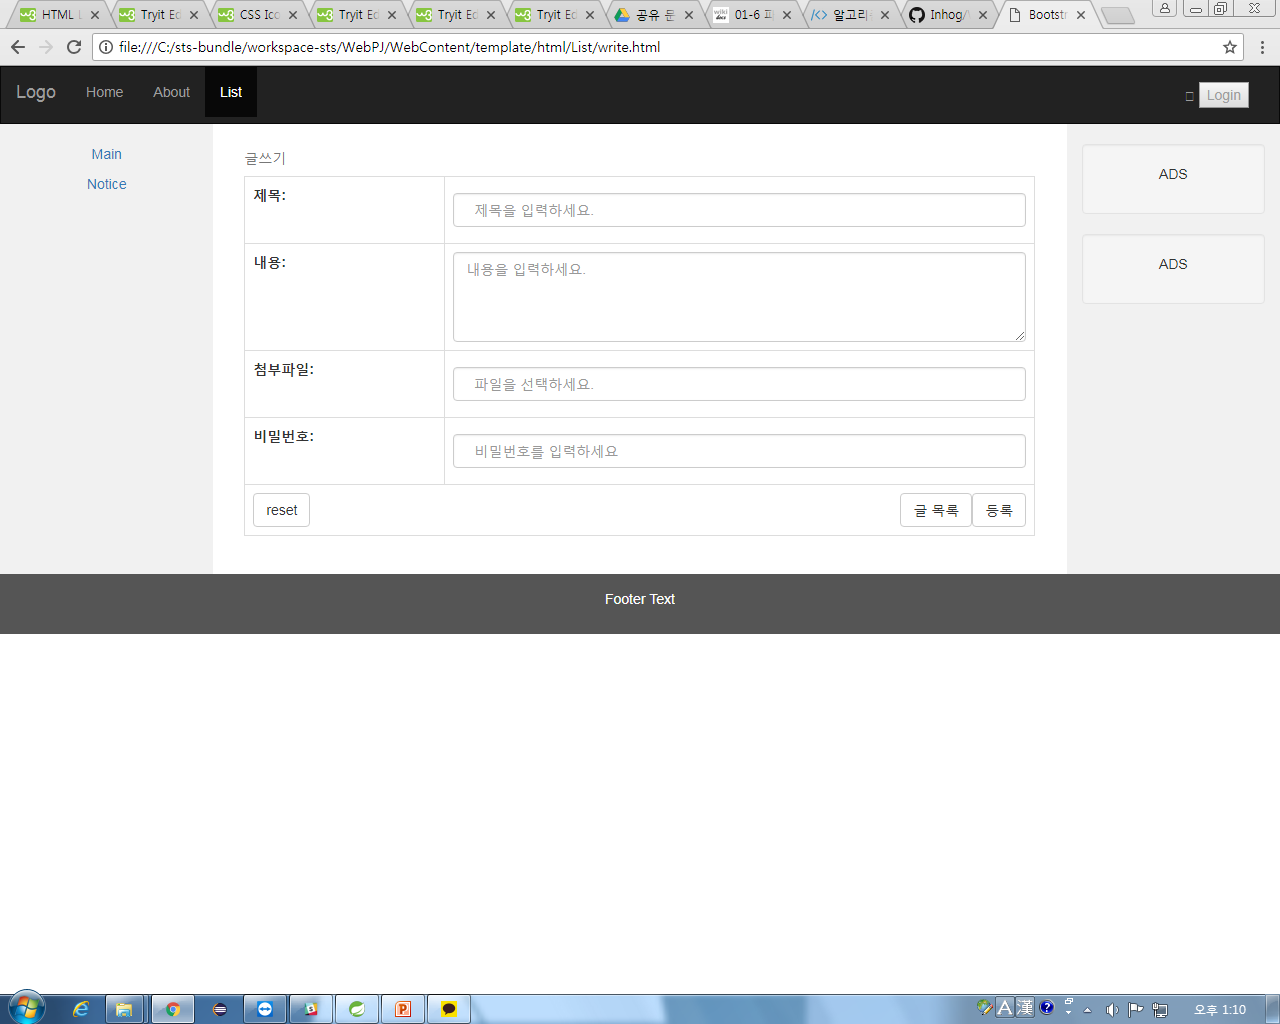 HTML
Tryit Ed
CSS Ico
Tryit Ed
Tryit Ed
Tryit Ed
공유 문
01-6 파
알고리
Inhog/
Bootstr
file:///C:/sts-bundle/workspace-sts/WebPJ/WebContent/template/html/List/write.html
Logo Home About List Login
Main
Notice
글쓰기
제목:
제목을 입력하세요.
내용:
내용을 입력하세요.
첨부파일:
파일을 선택하세요.
비밀번호:
비밀번호를 입력하세요
reset 글 목록 등록
ADS
ADS
Footer Text
A 漢
오후 1:10